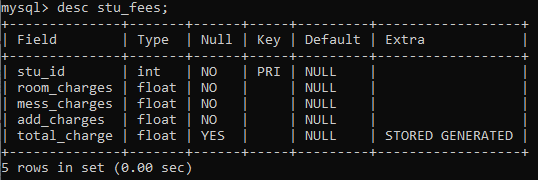 mysql> desc stu_fees;
+--------------+-------+------+-----+---------+------------------+
| Field        | Type  | Null | Key | Default | Extra            |
+--------------+-------+------+-----+---------+------------------+
| stu_id       | int   | NO   | PRI | NULL    |                  |
| room_charges | float | NO   |     | NULL    |                  |
| mess_charges | float | NO   |     | NULL    |                  |
| add_charges  | float | NO   |     | NULL    |                  |
| total_charge | float | YES  |     | NULL    | STORED GENERATED |
+--------------+-------+------+-----+---------+------------------+
5 rows in set (0.00 sec)